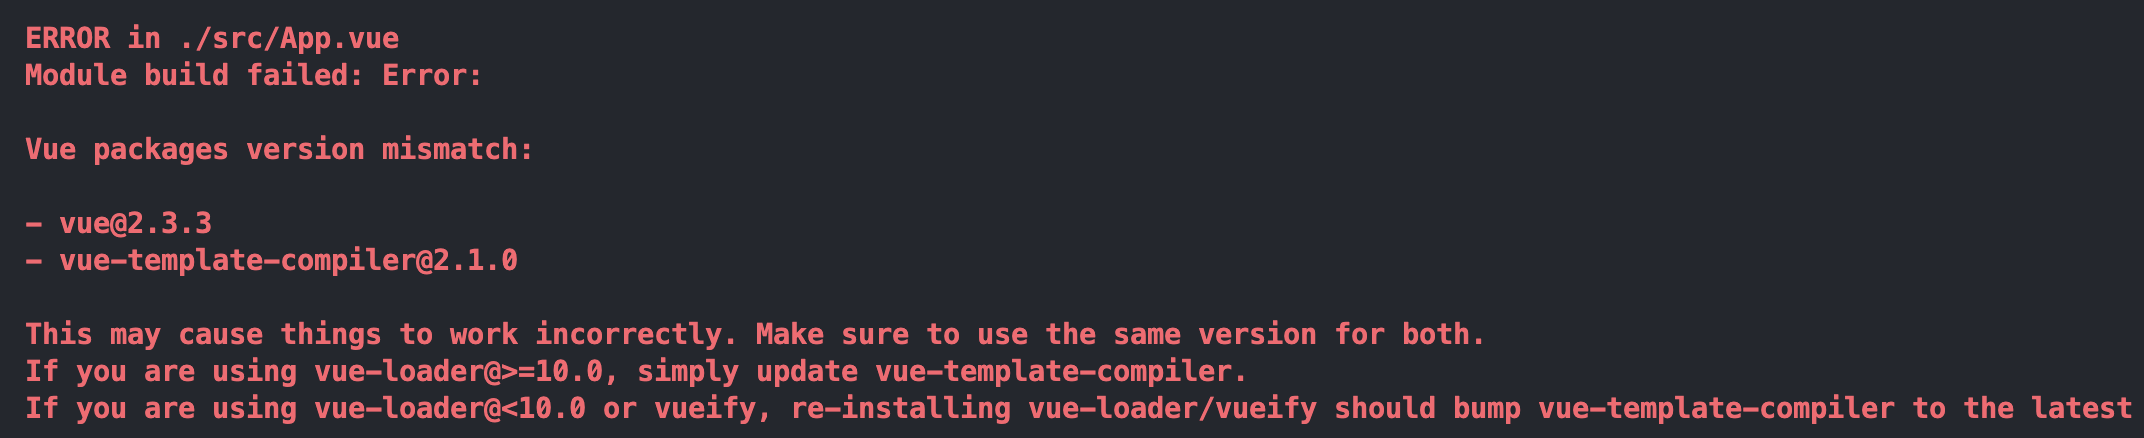 ERROR in ./src/App.vue
Module build failed: Error:
Vue packages version mismatch:
- vue@2.3.3
- vue-template-compiler@2.1.0
This may cause things to work incorrectly. Make sure to use the same version for both.
If you are using vue-loader@>=10.0, simply update vue-template-compiler.
If you are using vue-loader@<10.0 or vueify, re-installing vue-loader/vueify should bump vue-template-compiler to the latest